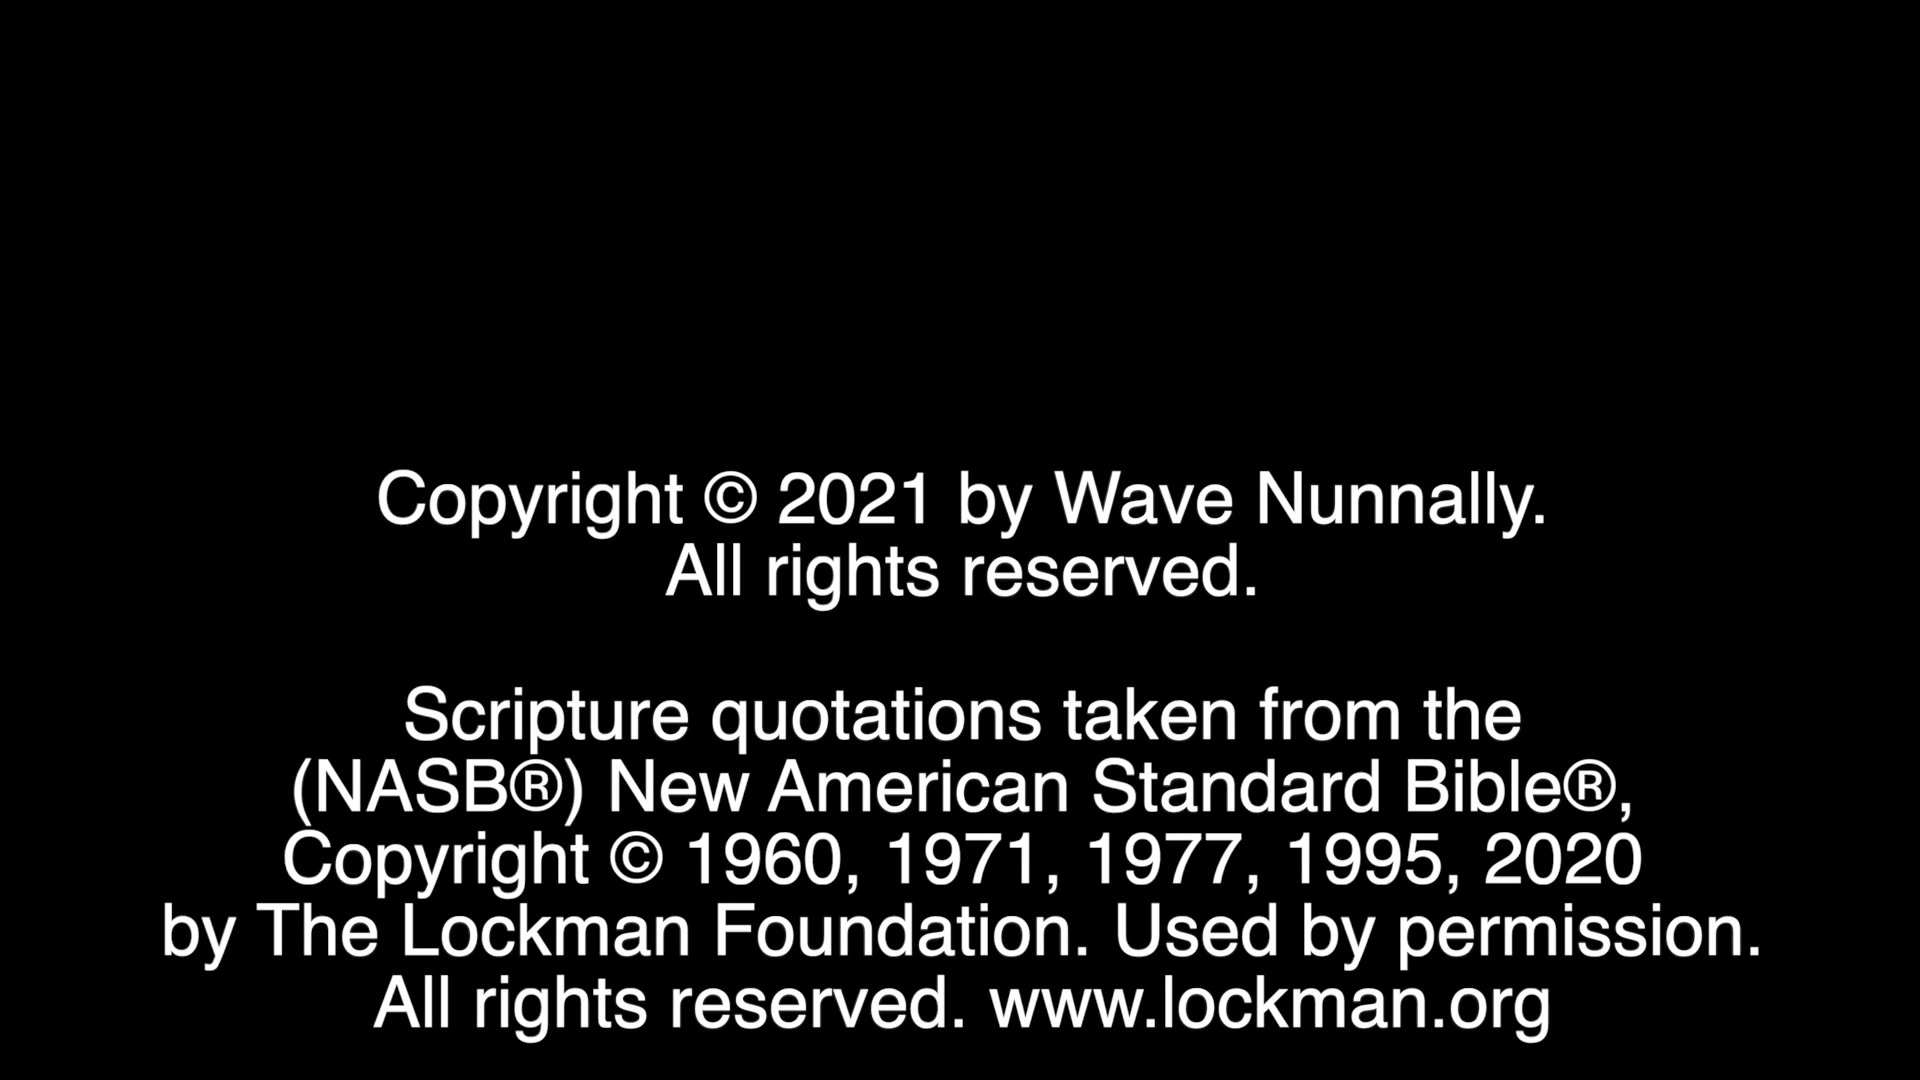 Copyright © 2021 by Wave Nunnally.
All rights reserved.
Scripture quotations taken from the
(NASB®) New American Standard Bible®,
Copyright © 1960, 1971, 1977, 1995, 2020
by The Lockman Foundation. Used by permission.
All rights reserved. www.lockman.org